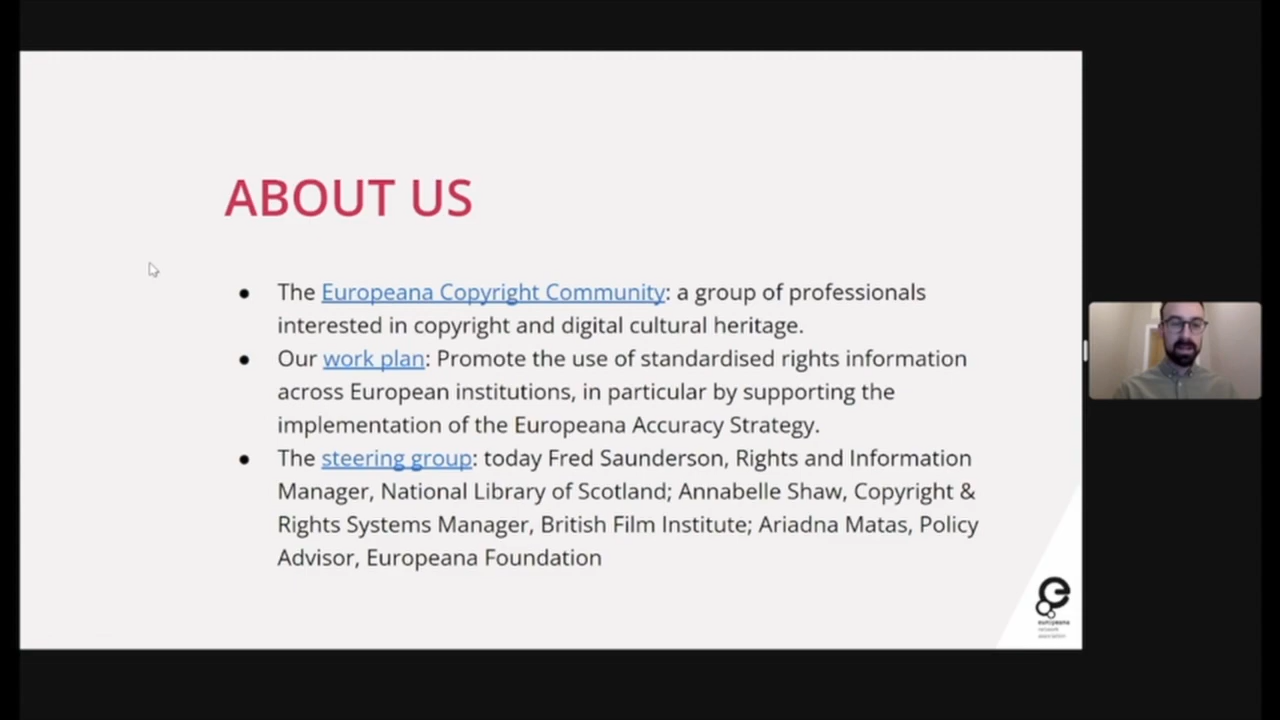 ABOUT US
● The Europeana Copyright Community: a group of professionals
interested in copyright and digital cultural heritage.
● Our work plan: Promote the use of standardised rights information
across European institutions, in particular by supporting the
implementation of the Europeana Accuracy Strategy.
● The steering group: today Fred Saunderson, Rights and Information
Manager, National Library of Scotland; Annabelle Shaw, Copyright &
Rights Systems Manager, British Film Institute; Ariadna Matas, Policy
Advisor, Europeana Foundation
europeana
network
association